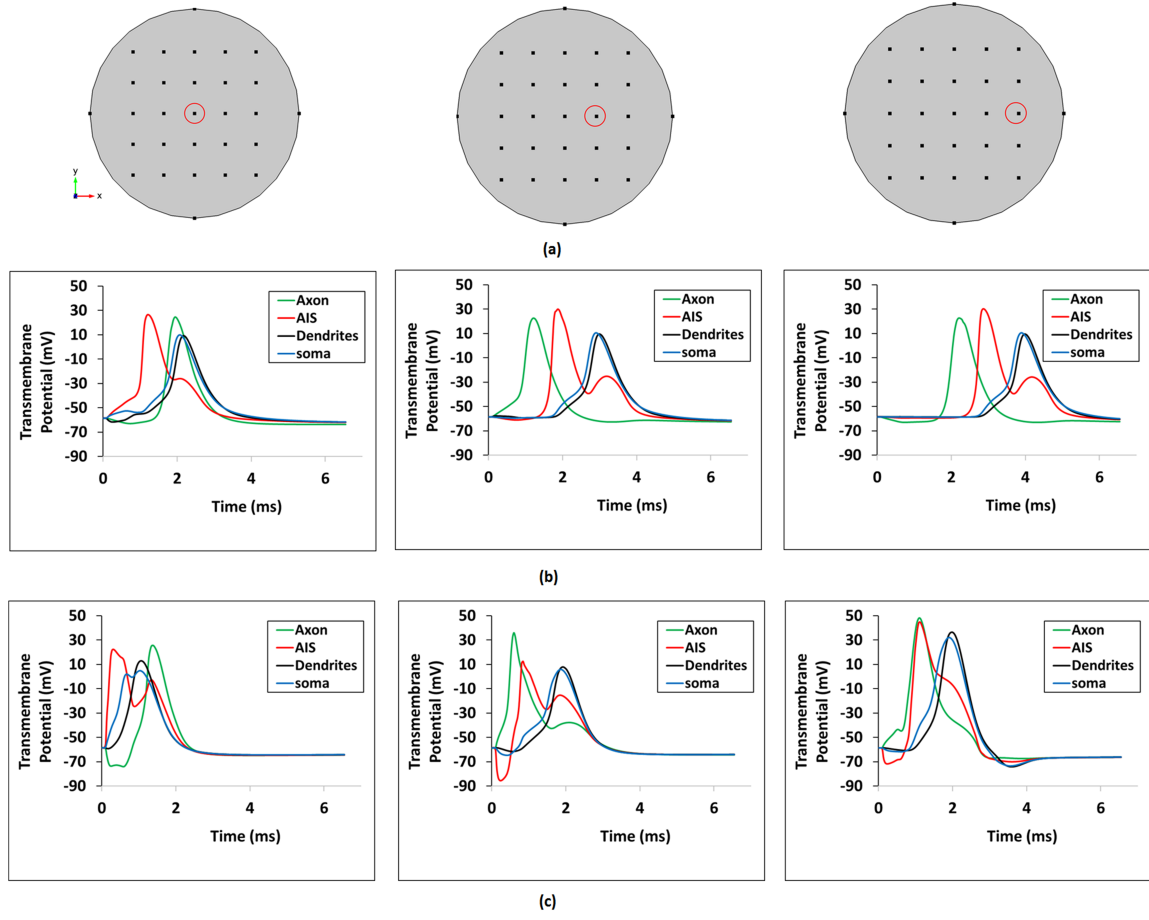 y
x
(a)
50
30
10
-10
-30
-50
-70
-90
0
2
4
6
Transmembrane
Potential (mV)
Time (ms)
Axon
AIS
Dendrites
soma
50
30
10
-10
-30
-50
-70
-90
0
2
4
6
Transmembrane
Potential (mV)
Time (ms)
Axon
AIS
Dendrites
soma
50
30
10
-10
-30
-50
-70
-90
0
2
4
6
Transmembrane
Potential (mV)
Time (ms)
Axon
AIS
Dendrites
soma
(b)
50
30
10
-10
-30
-50
-70
-90
0
2
4
6
Transmembrane
Potential (mV)
Time (ms)
Axon
AIS
Dendrites
soma
50
30
10
-10
-30
-50
-70
-90
0
2
4
6
Transmembrane
Potential (mV)
Time (ms)
Axon
AIS
Dendrites
soma
50
30
10
-10
-30
-50
-70
-90
0
2
4
6
Transmembrane
Potential (mV)
Time (ms)
Axon
AIS
Dendrites
soma
(c)